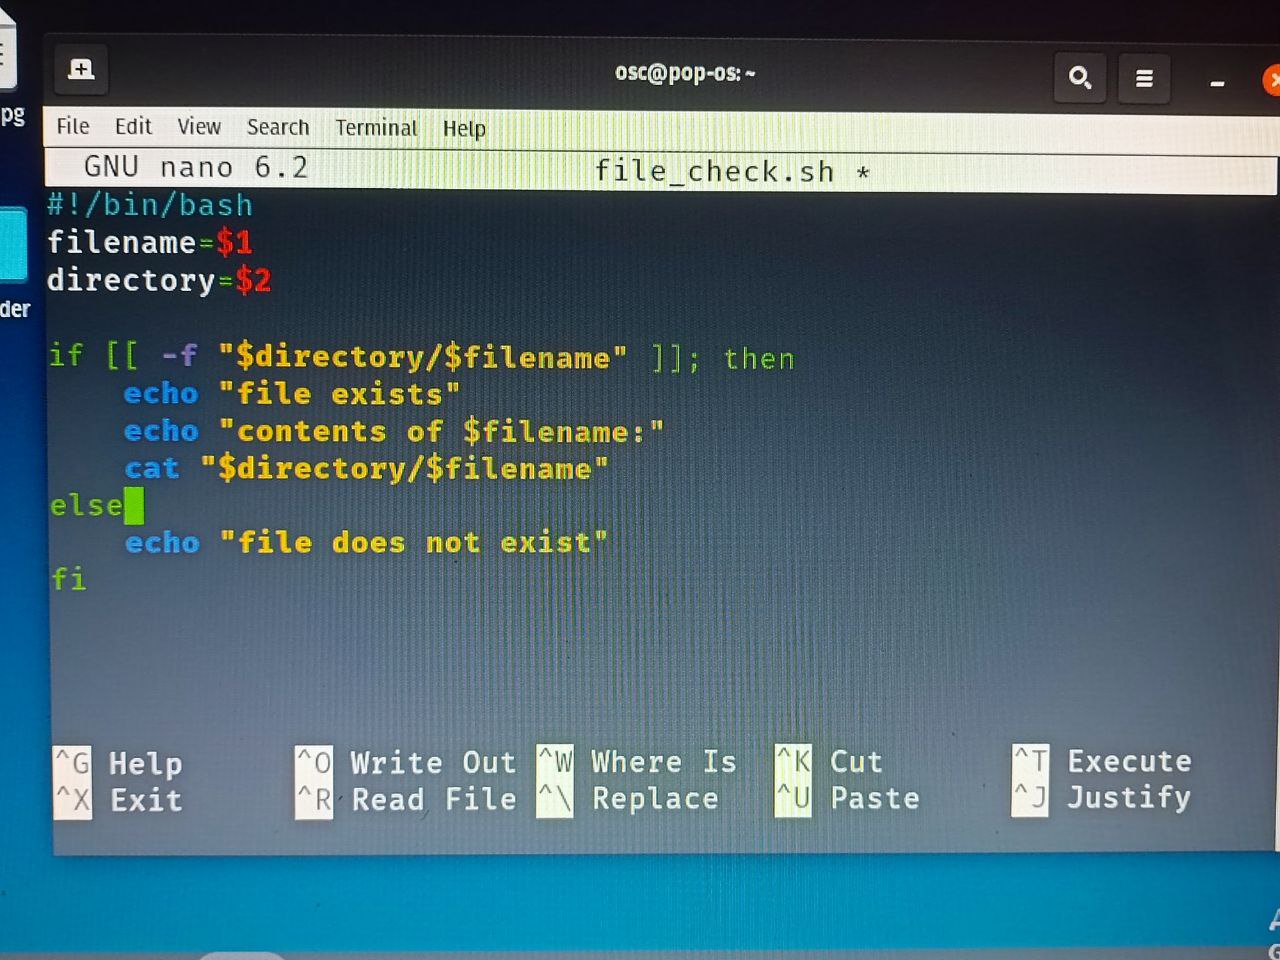 pg
der
osc@pop-os: ~
File Edit View Search Terminal Help
GNU nano 6.2 file_check.sh *
#!/bin/bash
filename=$1
directory=$2
if [[ -f "$directory/$filename" ]]; then
    echo "file exists"
    echo "contents of $filename:"
    cat "$directory/$filename"
else
    echo "file does not exist"
fi
^G Help ^O Write Out ^W Where Is ^K Cut ^T Execute
^X Exit ^R Read File ^\ Replace ^U Paste ^J Justify